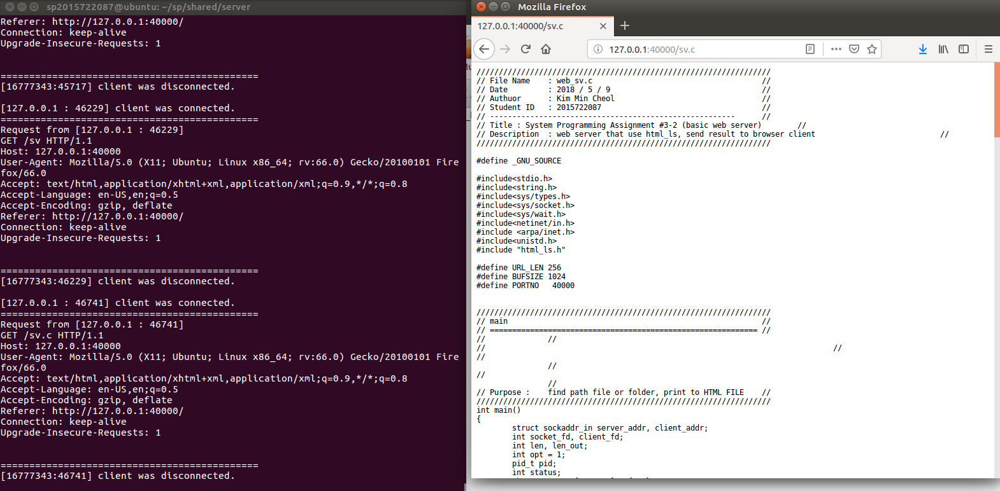 sp2015722087@ubuntu: ~/sp/shared/server
Referer: http://127.0.0.1:40000/
Connection: keep-alive
Upgrade-Insecure-Requests: 1
=============================================
[16777343:45717] client was disconnected.
[127.0.0.1 : 46229] client was connected.
=============================================
Request from [127.0.0.1 : 46229]
GET /sv HTTP/1.1
Host: 127.0.0.1:40000
User-Agent: Mozilla/5.0 (X11; Ubuntu; Linux x86_64; rv:66.0) Gecko/20100101 Fire
fox/66.0
Accept: text/html,application/xhtml+xml,application/xml;q=0.9,*/*;q=0.8
Accept-Language: en-US,en;q=0.5
Accept-Encoding: gzip, deflate
Referer: http://127.0.0.1:40000/
Connection: keep-alive
Upgrade-Insecure-Requests: 1
=============================================
[16777343:46229] client was disconnected.
[127.0.0.1 : 46741] client was connected.
=============================================
Request from [127.0.0.1 : 46741]
GET /sv.c HTTP/1.1
Host: 127.0.0.1:40000
User-Agent: Mozilla/5.0 (X11; Ubuntu; Linux x86_64; rv:66.0) Gecko/20100101 Fire
fox/66.0
Accept: text/html,application/xhtml+xml,application/xml;q=0.9,*/*;q=0.8
Accept-Language: en-US,en;q=0.5
Accept-Encoding: gzip, deflate
Referer: http://127.0.0.1:40000/
Connection: keep-alive
Upgrade-Insecure-Requests: 1
=============================================
[16777343:46741] client was disconnected.
Mozilla Firefox
127.0.0.1:40000/sv.c
127.0.0.1:40000/sv.c
//////////////////////////////////////////////////////////////////
// File Name    : web_sv.c                                      //
// Date         : 2018 / 5 / 9                                  //
// Authuor      : Kim Min Cheol                                 //
// Student ID   : 2015722087                                    //
// -------------------------------------------------------      //
// Title : System Programming Assignment #3-2 (basic web server)        //
// Description  : web server that use html_ls, send result to browser client                            //
//////////////////////////////////////////////////////////////////
#define _GNU_SOURCE
#include<stdio.h>
#include<string.h>
#include<sys/types.h>
#include<sys/socket.h>
#include<sys/wait.h>
#include<netinet/in.h>
#include <arpa/inet.h>
#include<unistd.h>
#include "html_ls.h"
#define URL_LEN 256
#define BUFSIZE 1024
#define PORTNO   40000
//////////////////////////////////////////////////////////////////
// main                                                         //
// ============================================================ //
//              //
//                                                                              //
//
                //
//
                //
// Purpose :    find path file or folder, print to HTML FILE    //
//////////////////////////////////////////////////////////////////
int main()
{
        struct sockaddr_in server_addr, client_addr;
        int socket_fd, client_fd;
        int len, len_out;
        int opt = 1;
        pid_t pid;
        int status;